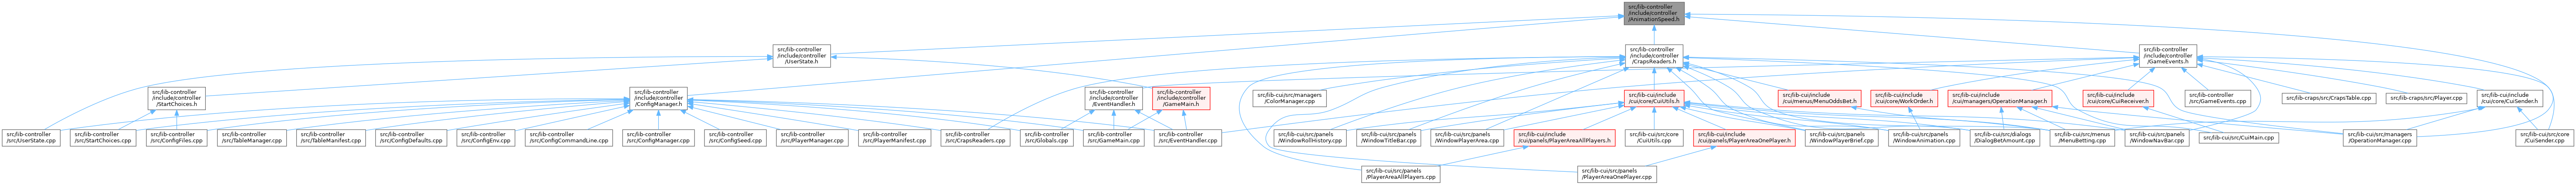 src/lib-controller
/include/controller
/AnimationSpeed.h
src/lib-controller
/include/controller
/UserState.h
src/lib-controller
/include/controller
/CrapsReaders.h
src/lib-controller
/include/controller
/GameEvents.h
src/lib-controller
/include/controller
/StartChoices.h
src/lib-controller
/include/controller
/ConfigManager.h
src/lib-controller
/include/controller
/EventHandler.h
src/lib-controller
/include/controller
/GameMain.h
src/lib-cui/src/managers
/ColorManager.cpp
src/lib-cui/include
/cui/core/CuiUtils.h
src/lib-cui/include
/cui/menus/MenuOddsBet.h
src/lib-cui/include
/cui/core/WorkOrder.h
src/lib-cui/include
/cui/managers/OperationManager.h
src/lib-cui/include
/cui/core/CuiReceiver.h
src/lib-controller
/src/GameEvents.cpp
src/lib-craps/src/CrapsTable.cpp
src/lib-craps/src/Player.cpp
src/lib-cui/include
/cui/core/CuiSender.h
src/lib-controller
/src/UserState.cpp
src/lib-controller
/src/StartChoices.cpp
src/lib-controller
/src/ConfigFiles.cpp
src/lib-controller
/src/TableManager.cpp
src/lib-controller
/src/TableManifest.cpp
src/lib-controller
/src/ConfigDefaults.cpp
src/lib-controller
/src/ConfigEnv.cpp
src/lib-controller
/src/ConfigCommandLine.cpp
src/lib-controller
/src/ConfigManager.cpp
src/lib-controller
/src/ConfigSeed.cpp
src/lib-controller
/src/PlayerManager.cpp
src/lib-controller
/src/PlayerManifest.cpp
src/lib-controller
/src/CrapsReaders.cpp
src/lib-controller
/src/Globals.cpp
src/lib-controller
/src/GameMain.cpp
src/lib-controller
/src/EventHandler.cpp
src/lib-cui/src/panels
/WindowRollHistory.cpp
src/lib-cui/src/panels
/WindowTitleBar.cpp
src/lib-cui/src/panels
/WindowPlayerArea.cpp
src/lib-cui/include
/cui/panels/PlayerAreaAllPlayers.h
src/lib-cui/src/core
/CuiUtils.cpp
src/lib-cui/include
/cui/panels/PlayerAreaOnePlayer.h
src/lib-cui/src/panels
/WindowPlayerBrief.cpp
src/lib-cui/src/panels
/WindowAnimation.cpp
src/lib-cui/src/dialogs
/DialogBetAmount.cpp
src/lib-cui/src/menus
/MenuBetting.cpp
src/lib-cui/src/panels
/WindowNavBar.cpp
src/lib-cui/src/CuiMain.cpp
src/lib-cui/src/managers
/OperationManager.cpp
src/lib-cui/src/core
/CuiSender.cpp
src/lib-cui/src/panels
/PlayerAreaAllPlayers.cpp
src/lib-cui/src/panels
/PlayerAreaOnePlayer.cpp